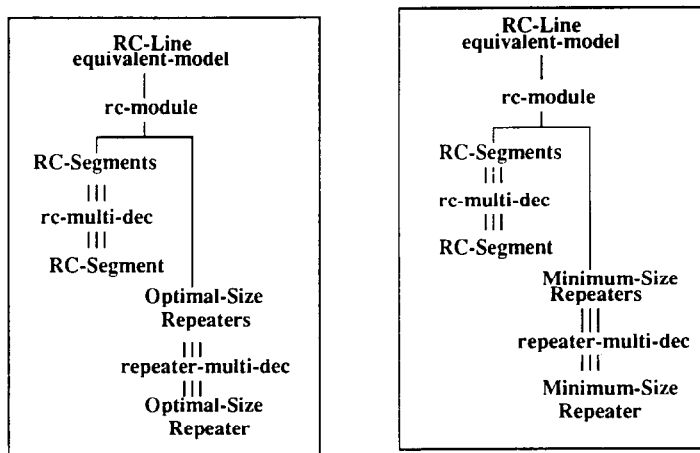 RC-Line
equivalent-model
rc-module
RC-Segments
rc-multi-dec
RC-Segment
Optimal-Size
Repeaters
repeater-multi-dec
Optimal-Size
Repeater
RC-Line
equivalent-model
rc-module
RC-Segments
rc-multi-dec
RC-Segment
Minimum-Size
Repeaters
repeater-multi-dec
Minimum-Size
Repeater